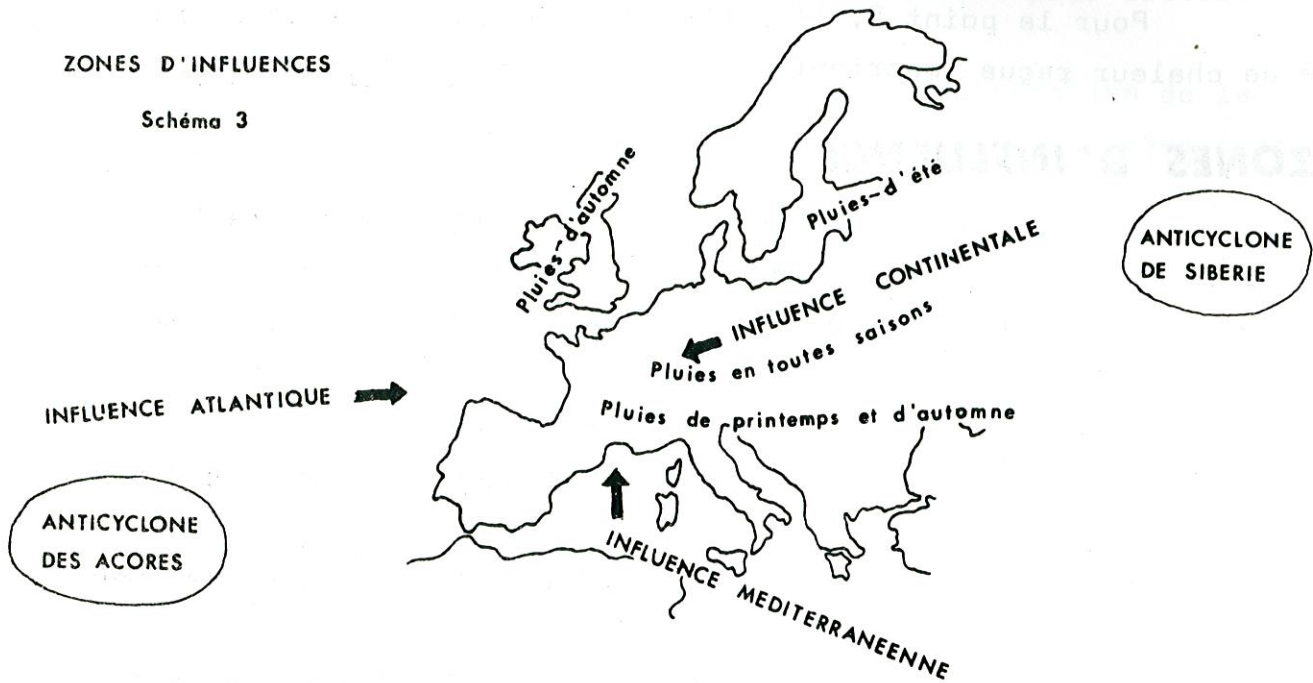 ZONES D'INFLUENCES
Schéma 3
Pluies-d'automne
Pluies-d'été
ANTICYCLONE
DE SIBERIE
INFLUENCE CONTINENTALE
Pluies en toutes saisons
INFLUENCE ATLANTIQUE
Pluies de printemps et d'automne
ANTICYCLONE
DES ACORES
INFLUENCE MEDITERRANEENNE
Pour le point
de chaleur reçue
ZONES D'INFLUENCES